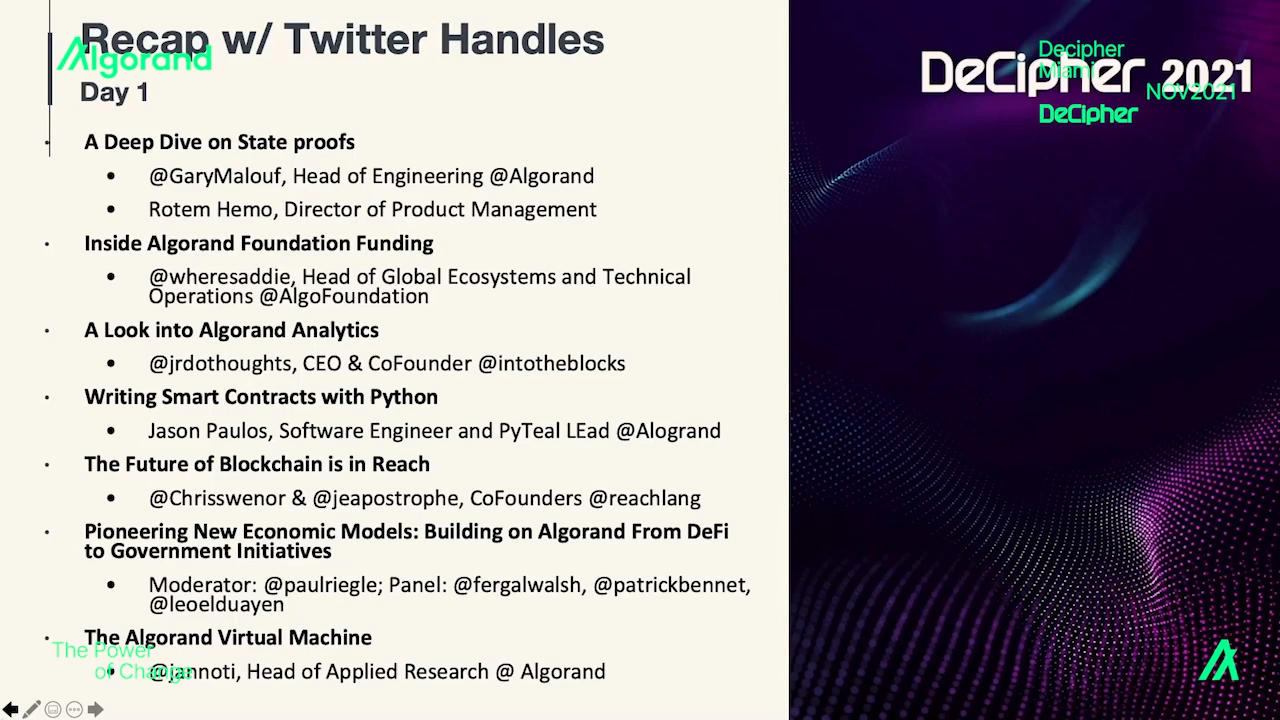 Recap w/ Twitter Handles
Algorand
Day 1
A Deep Dive on State proofs
@GaryMalouf, Head of Engineering @Algorand
Rotem Hemo, Director of Product Management
Inside Algorand Foundation Funding
@wheresaddie, Head of Global Ecosystems and Technical
Operations @AlgoFoundation
A Look into Algorand Analytics
@jrdothoughts, CEO & CoFounder @intotheblocks
Writing Smart Contracts with Python
Jason Paulos, Software Engineer and PyTeal LEad @Alogrand
The Future of Blockchain is in Reach
@Chrisswenor & @jeapostrophe, CoFounders @reachlang
Pioneering New Economic Models: Building on Algorand From DeFi
to Government Initiatives
Moderator: @paulriegle; Panel: @fergalwalsh, @patrickbennet,
@leoelduayen
The Algorand Virtual Machine
@jannoti, Head of Applied Research @ Algorand
The Power
of Change
Decipher
Miami
DeCipher 2021
NOV2021
DeCipher